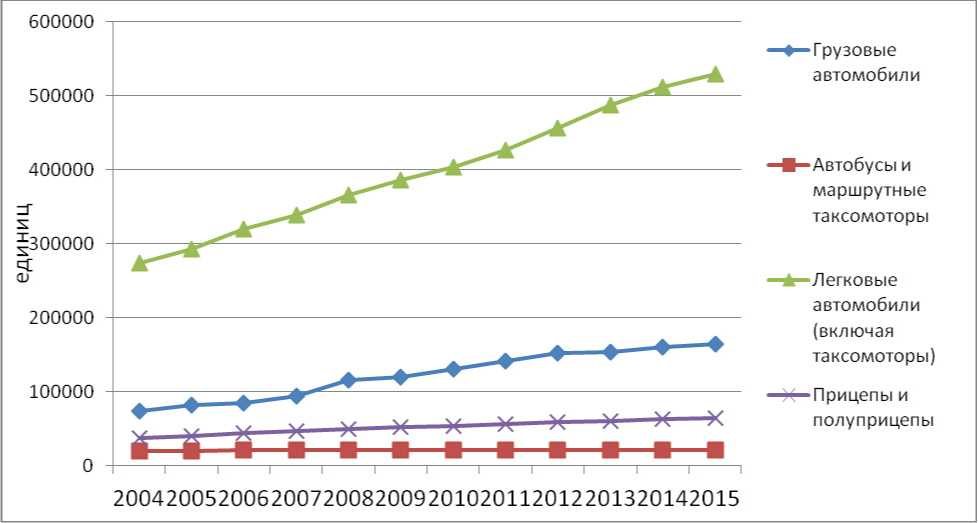 600000
500000
400000
300000
200000
100000
0
единиц
2004 2005 2006 2007 2008 2009 2010 2011 2012 2013 2014 2015
Грузовые
автомобили
Автобусы и
маршрутные
таксомоторы
Легковые
автомобили
(включая
таксомоторы)
Прицепы и
полуприцепы